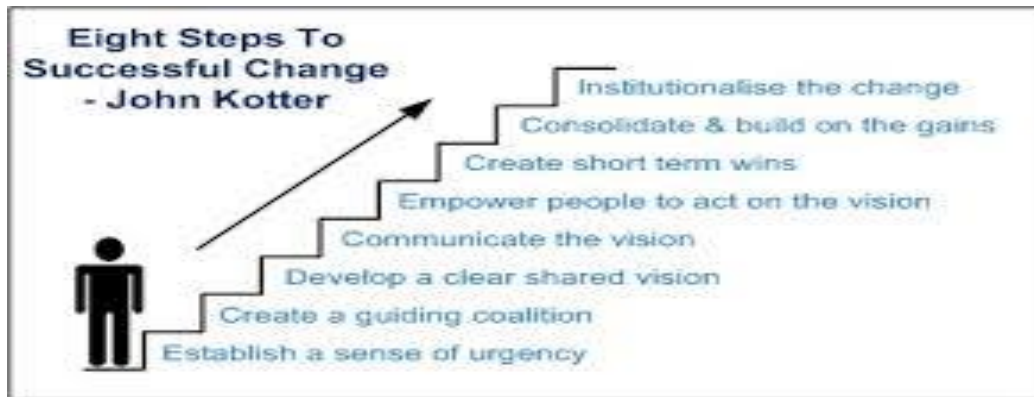 Eight Steps To
Successful Change
- John Kotter
Institutionalise the change
Consolidate & build on the gains
Create short term wins
Empower people to act on the vision
Communicate the vision
Develop a clear shared vision
Create a guiding coalition
Establish a sense of urgency